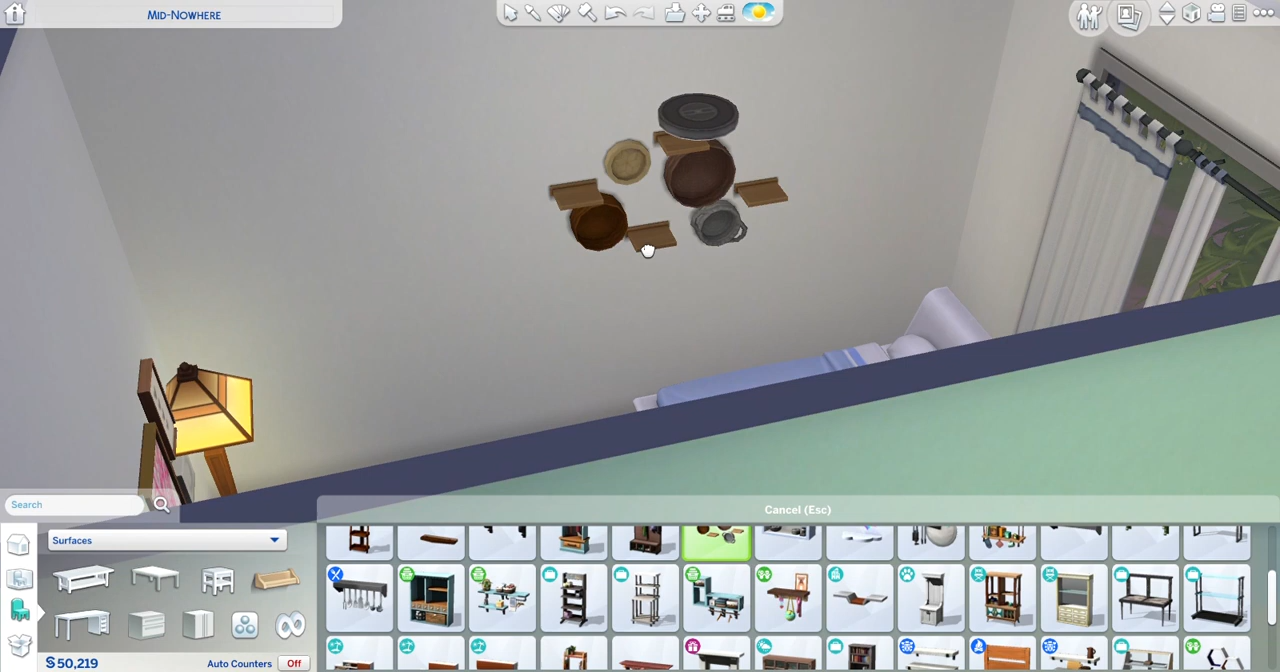 MID-NOWHERE
Search
Cancel (Esc)
Surfaces
§50,219
Auto Counters
Off